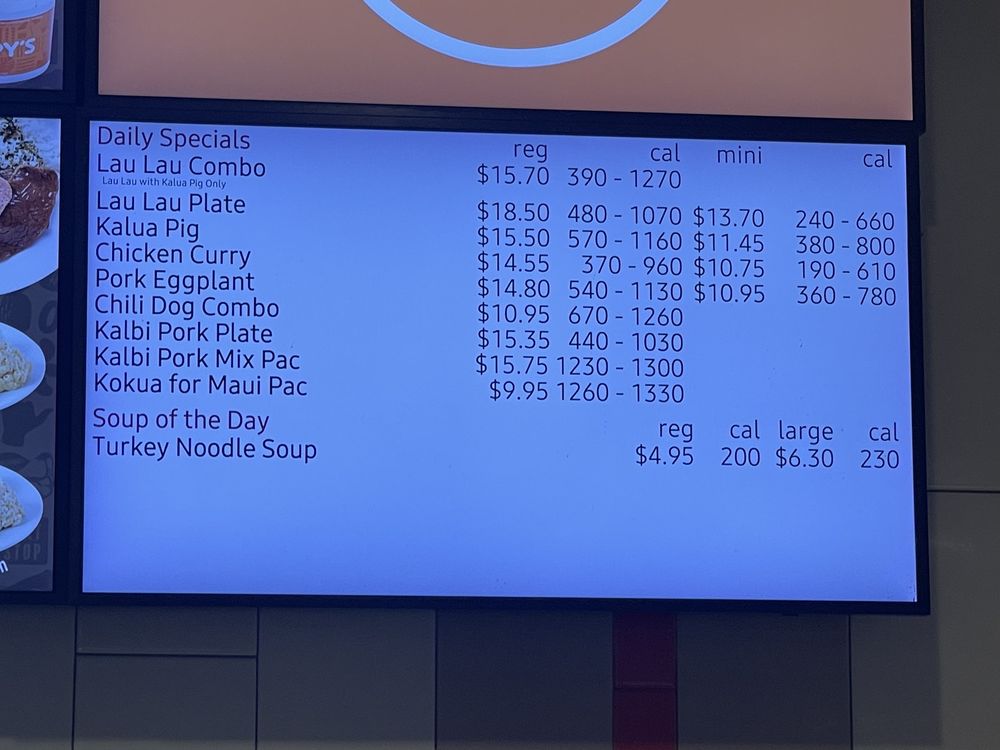 PY'S
Daily Specials reg cal mini cal
Lau Lau Combo $15.70 390 - 1270
Lau Lau with Kalua Pig Only
Lau Lau Plate $18.50 480 - 1070 $13.70 240 - 660
Kalua Pig $15.50 570 - 1160 $11.45 380 - 800
Chicken Curry $14.55 370 - 960 $10.75 190 - 610
Pork Eggplant $14.80 540 - 1130 $10.95 360 - 780
Chili Dog Combo $10.95 670 - 1260
Kalbi Pork Plate $15.35 440 - 1030
Kalbi Pork Mix Pac $15.75 1230 - 1300
Kokua for Maui Pac $9.95 1260 - 1330
Soup of the Day reg cal large cal
Turkey Noodle Soup $4.95 200 $6.30 230